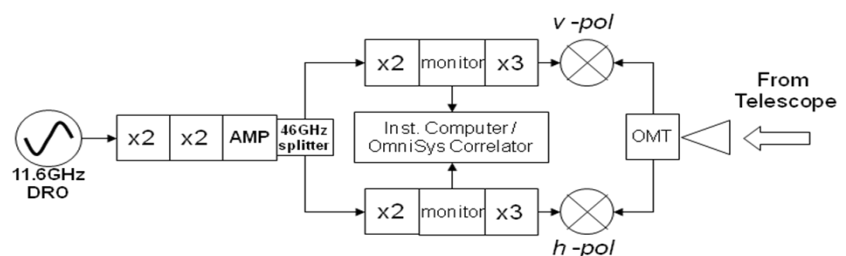 v-pol
x2 monitor x3
From
Telescope
x2 x2 AMP
46GHz
splitter
Inst. Computer /
OmniSys Correlator
OMT
11.6GHz
DRO
x2 monitor x3
h-pol